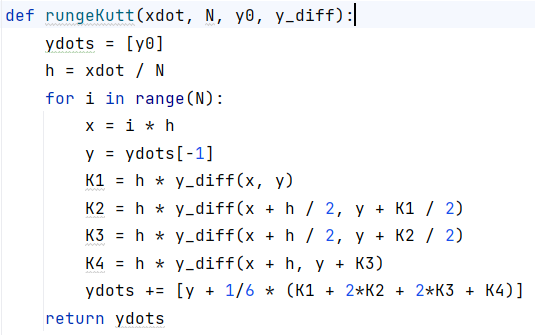 def rungeKutt(xdot, N, y0, y_diff):
    ydots = [y0]
    h = xdot / N
    for i in range(N):
        x = i * h
        y = ydots[-1]
        K1 = h * y_diff(x, y)
        K2 = h * y_diff(x + h / 2, y + K1 / 2)
        K3 = h * y_diff(x + h / 2, y + K2 / 2)
        K4 = h * y_diff(x + h, y + K3)
        ydots += [y + 1/6 * (K1 + 2*K2 + 2*K3 + K4)]
    return ydots